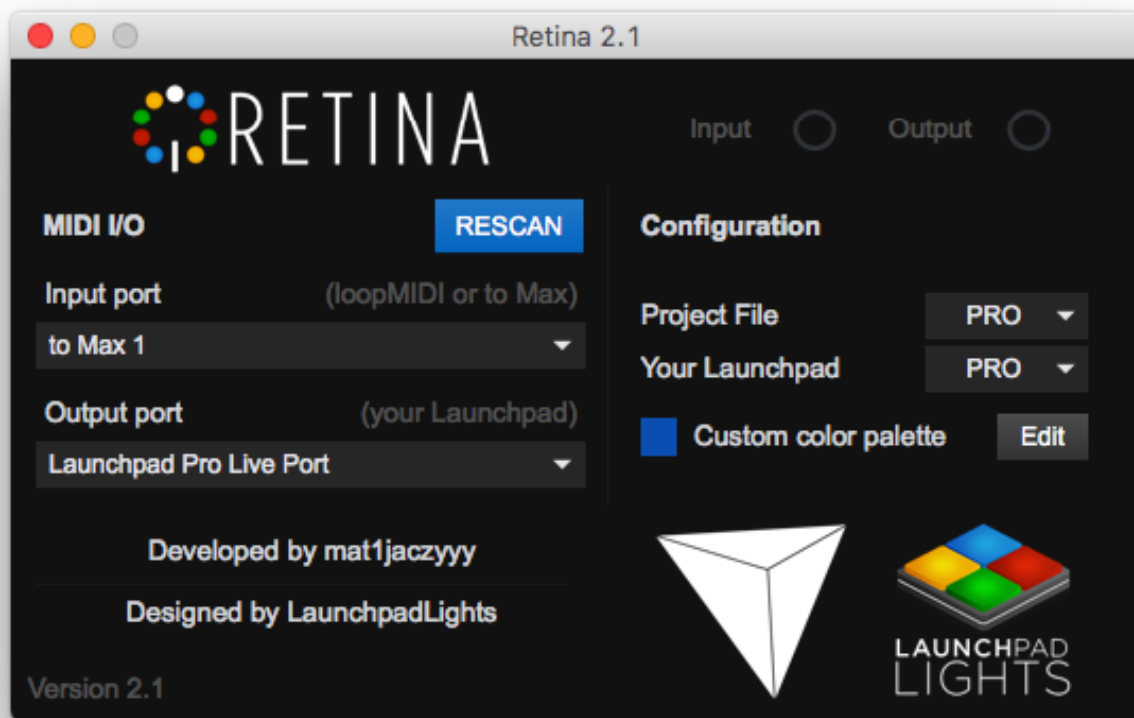 Retina 2.1
RETINA
Input
Output
MIDI I/O
RESCAN
Input port (loopMIDI or to Max)
to Max 1
Output port (your Launchpad)
Launchpad Pro Live Port
Developed by mat1jaczyyy
Designed by LaunchpadLights
Version 2.1
Configuration
Project File PRO
Your Launchpad PRO
Custom color palette Edit
LAUNCHPAD
LIGHTS